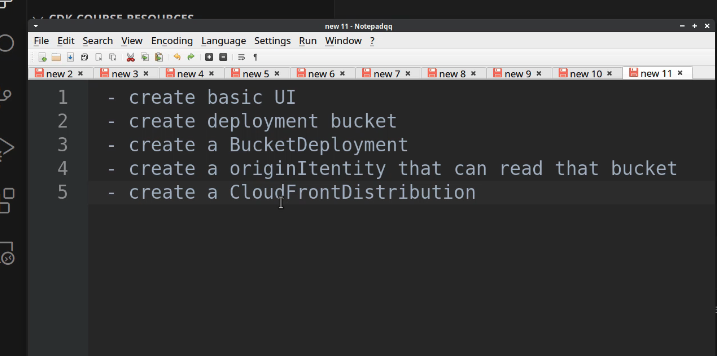 CDK COURSE RESOURCES
new 11 - Notepadqq
File Edit Search View Encoding Language Settings Run Window ?
new 2 new 3 new 4 new 5 new 6 new 7 new 8 new 9 new 10 new 11
1 - create basic UI
2 - create deployment bucket
3 - create a BucketDeployment
4 - create a originItentity that can read that bucket
5 - create a CloudFrontDistribution